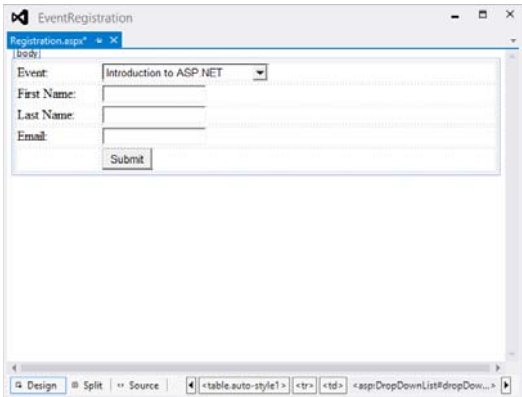 EventRegistration
Registration.aspx*
body
Event: Introduction to ASP.NET
First Name:
Last Name:
Email:
Submit
Design Split Source <table.auto-style1> <tr> <td> <asp:DropDownList#dropDow...>